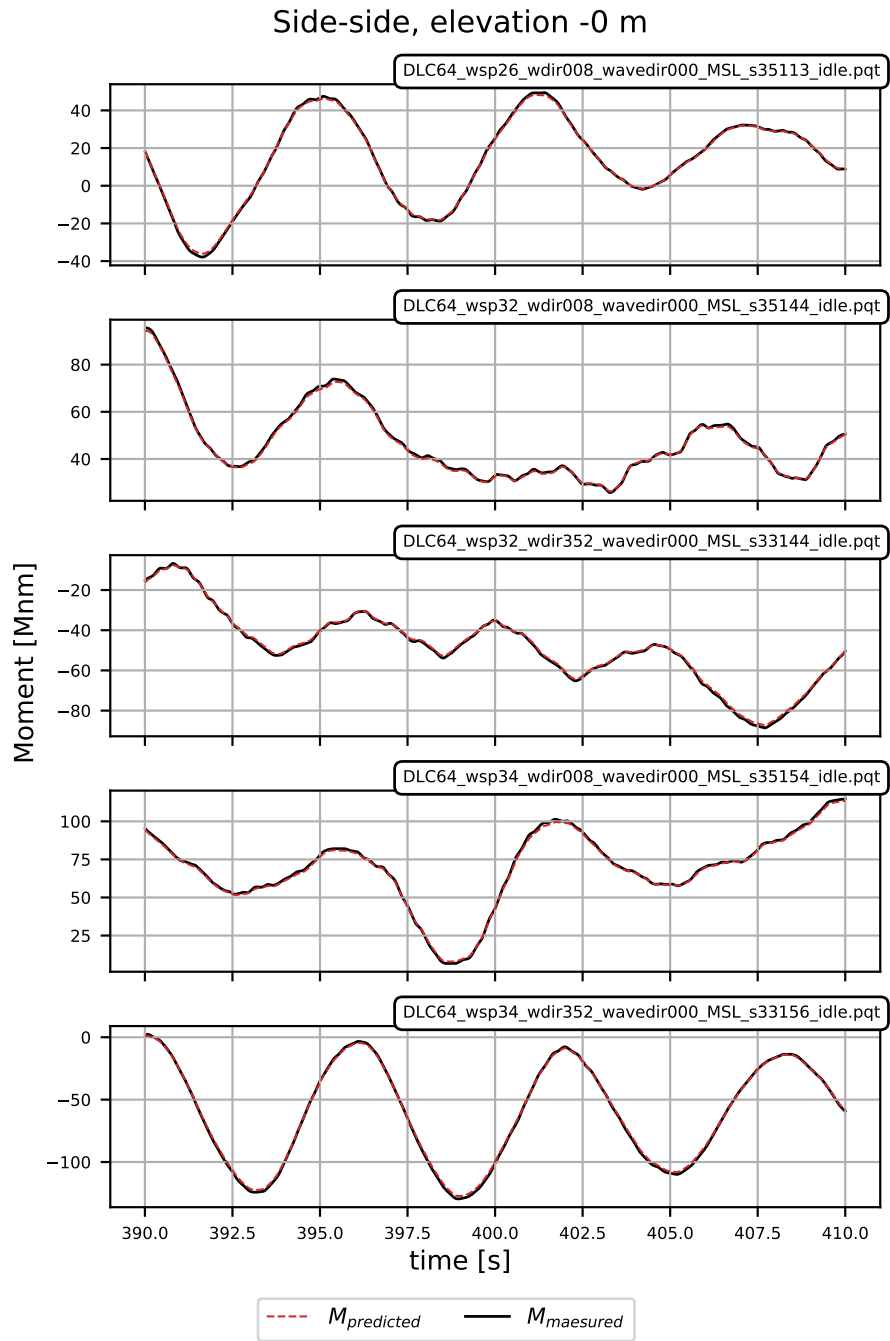 Side-side, elevation -0 m
DLC64_wsp26_wdir008_wavedir000_MSL_s35113_idle.pqt
40
20
0
−20
−40
DLC64_wsp32_wdir008_wavedir000_MSL_s35144_idle.pqt
80
60
40
DLC64_wsp32_wdir352_wavedir000_MSL_s33144_idle.pqt
−20
−40
−60
−80
Moment [Mnm]
DLC64_wsp34_wdir008_wavedir000_MSL_s35154_idle.pqt
100
75
50
25
DLC64_wsp34_wdir352_wavedir000_MSL_s33156_idle.pqt
0
−50
−100
390.0 392.5 395.0 397.5 400.0 402.5 405.0 407.5 410.0
time [s]
M_predicted M_maesured